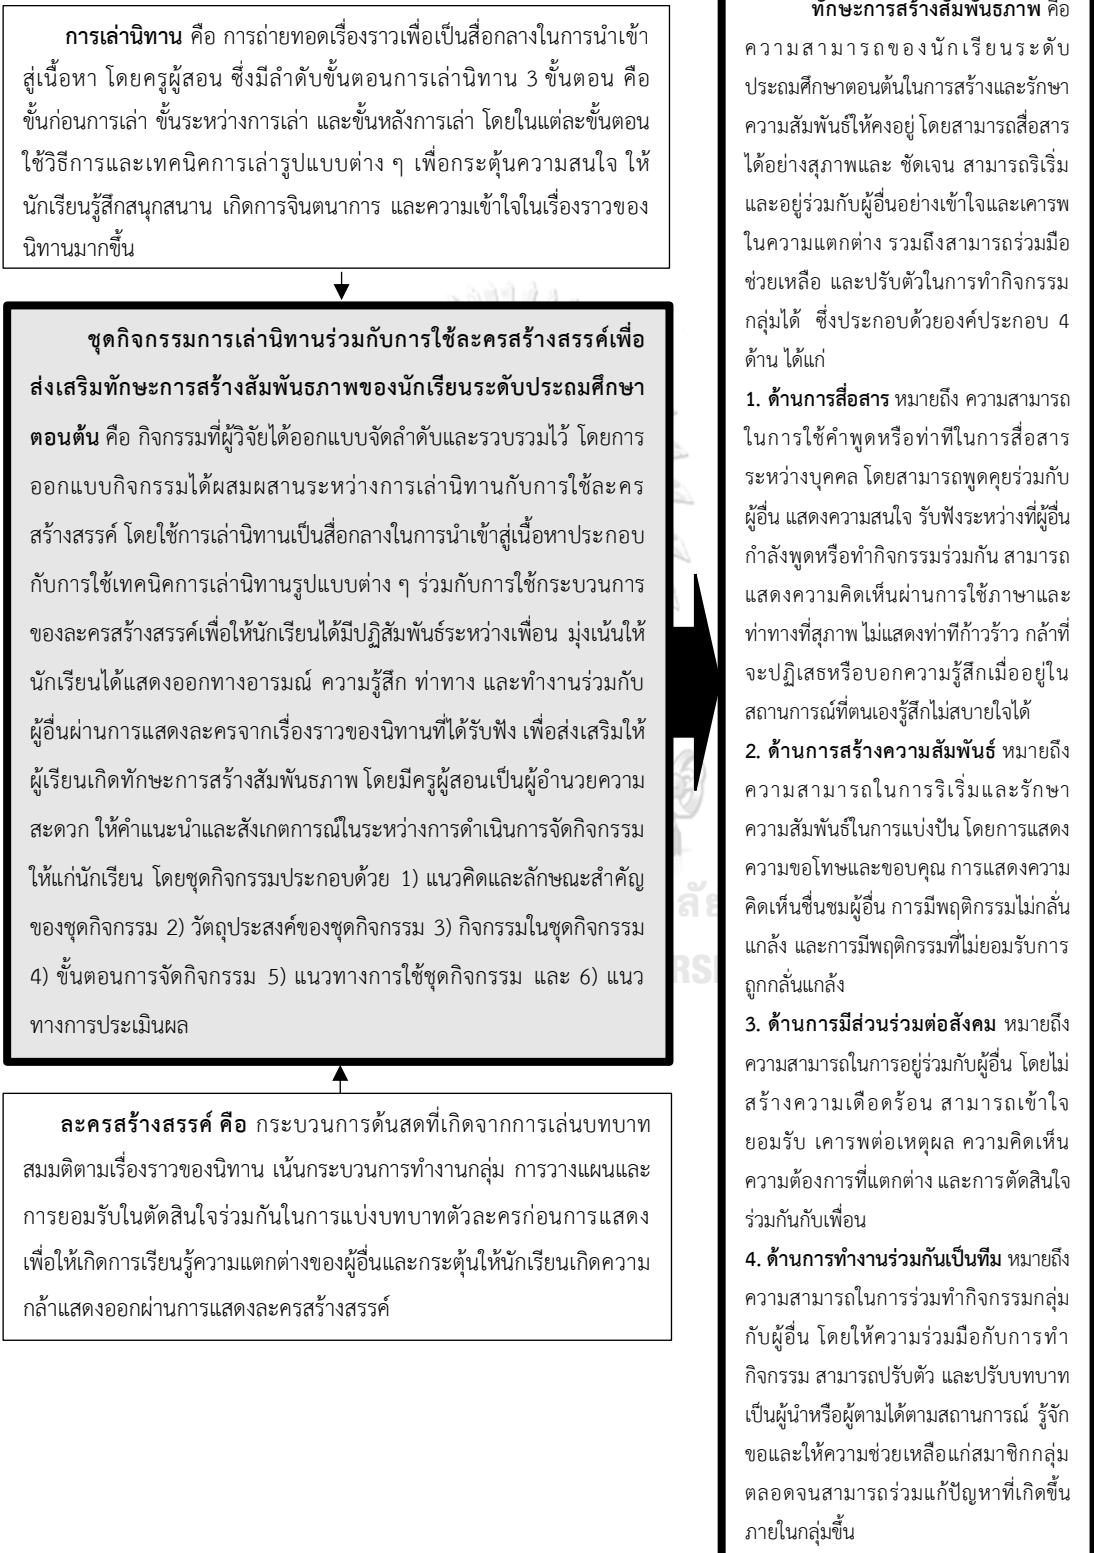 การเล่านิทาน คือ การถ่ายทอดเรื่องราวเพื่อเป็นสื่อกลางในการนำเข้า
สู่เนื้อหา โดยครูผู้สอน ซึ่งมีลำดับขั้นตอนการเล่านิทาน 3 ขั้นตอน คือ
ขั้นก่อนการเล่า ขั้นระหว่างการเล่า และขั้นหลังการเล่า โดยในแต่ละขั้นตอน
ใช้วิธีการและเทคนิคการเล่ารูปแบบต่าง ๆ เพื่อกระตุ้นความสนใจ ให้
นักเรียนรู้สึกสนุกสนาน เกิดการจินตนาการ และความเข้าใจในเรื่องราวของ
นิทานมากขึ้น
ชุดกิจกรรมการเล่านิทานร่วมกับการใช้ละครสร้างสรรค์เพื่อ
ส่งเสริมทักษะการสร้างสัมพันธภาพของนักเรียนระดับประถมศึกษา
ตอนต้น คือ กิจกรรมที่ผู้วิจัยได้ออกแบบจัดลำดับและรวบรวมไว้ โดยการ
ออกแบบกิจกรรมได้ผสมผสานระหว่างการเล่านิทานกับการใช้ละคร
สร้างสรรค์ โดยใช้การเล่านิทานเป็นสื่อกลางในการนำเข้าสู่เนื้อหาประกอบ
กับการใช้เทคนิคการเล่านิทานรูปแบบต่าง ๆ ร่วมกับการใช้กระบวนการ
ของละครสร้างสรรค์เพื่อให้นักเรียนได้มีปฏิสัมพันธ์ระหว่างเพื่อน มุ่งเน้นให้
นักเรียนได้แสดงออกทางอารมณ์ ความรู้สึก ท่าทาง และทำงานร่วมกับ
ผู้อื่นผ่านการแสดงละครจากเรื่องราวของนิทานที่ได้รับฟัง เพื่อส่งเสริมให้
ผู้เรียนเกิดทักษะการสร้างสัมพันธภาพ โดยมีครูผู้สอนเป็นผู้อำนวยความ
สะดวก ให้คำแนะนำและสังเกตการณ์ในระหว่างการดำเนินการจัดกิจกรรม
ให้แก่นักเรียน โดยชุดกิจกรรมประกอบด้วย 1) แนวคิดและลักษณะสำคัญ
ของชุดกิจกรรม 2) วัตถุประสงค์ของชุดกิจกรรม 3) กิจกรรมในชุดกิจกรรม
4) ขั้นตอนการจัดกิจกรรม 5) แนวทางการใช้ชุดกิจกรรม และ 6) แนว
ทางการประเมินผล
ละครสร้างสรรค์ คือ กระบวนการด้นสดที่เกิดจากการเล่นบทบาท
สมมติตามเรื่องราวของนิทาน เน้นกระบวนการทำงานกลุ่ม การวางแผนและ
การยอมรับในตัดสินใจร่วมกันในการแบ่งบทบาทตัวละครก่อนการแสดง
เพื่อให้เกิดการเรียนรู้ความแตกต่างของผู้อื่นและกระตุ้นให้นักเรียนเกิดความ
กล้าแสดงออกผ่านการแสดงละครสร้างสรรค์
ทักษะการสร้างสัมพันธภาพ คือ
ความสามารถของนักเรียนระดับ
ประถมศึกษาตอนต้นในการสร้างและรักษา
ความสัมพันธ์ให้คงอยู่ โดยสามารถสื่อสาร
ได้อย่างสุภาพและ ชัดเจน สามารถริเริ่ม
และอยู่ร่วมกับผู้อื่นอย่างเข้าใจและเคารพ
ในความแตกต่าง รวมถึงสามารถร่วมมือ
ช่วยเหลือ และปรับตัวในการทำกิจกรรม
กลุ่มได้ ซึ่งประกอบด้วยองค์ประกอบ 4
ด้าน ได้แก่
1. ด้านการสื่อสาร หมายถึง ความสามารถ
ในการใช้คำพูดหรือท่าทีในการสื่อสาร
ระหว่างบุคคล โดยสามารถพูดคุยร่วมกับ
ผู้อื่น แสดงความสนใจ รับฟังระหว่างที่ผู้อื่น
กำลังพูดหรือทำกิจกรรมร่วมกัน สามารถ
แสดงความคิดเห็นผ่านการใช้ภาษาและ
ท่าทางที่สุภาพ ไม่แสดงท่าทีก้าวร้าว กล้าที่
จะปฏิเสธหรือบอกความรู้สึกเมื่ออยู่ใน
สถานการณ์ที่ตนเองรู้สึกไม่สบายใจได้
2. ด้านการสร้างความสัมพันธ์ หมายถึง
ความสามารถในการริเริ่มและรักษา
ความสัมพันธ์ในการแบ่งปัน โดยการแสดง
ความขอโทษและขอบคุณ การแสดงความ
คิดเห็นชื่นชมผู้อื่น การมีพฤติกรรมไม่กลั่น
แกล้ง และการมีพฤติกรรมที่ไม่ยอมรับการ
ถูกกลั่นแกล้ง
3. ด้านการมีส่วนร่วมต่อสังคม หมายถึง
ความสามารถในการอยู่ร่วมกับผู้อื่น โดยไม่
สร้างความเดือดร้อน สามารถเข้าใจ
ยอมรับ เคารพต่อเหตุผล ความคิดเห็น
ความต้องการที่แตกต่าง และการตัดสินใจ
ร่วมกันกับเพื่อน
4. ด้านการทำงานร่วมกันเป็นทีม หมายถึง
ความสามารถในการร่วมทำกิจกรรมกลุ่ม
กับผู้อื่น โดยให้ความร่วมมือกับการทำ
กิจกรรม สามารถปรับตัว และปรับบทบาท
เป็นผู้นำหรือผู้ตามได้ตามสถานการณ์ รู้จัก
ขอและให้ความช่วยเหลือแก่สมาชิกกลุ่ม
ตลอดจนสามารถร่วมแก้ปัญหาที่เกิดขึ้น
ภายในกลุ่มขึ้น